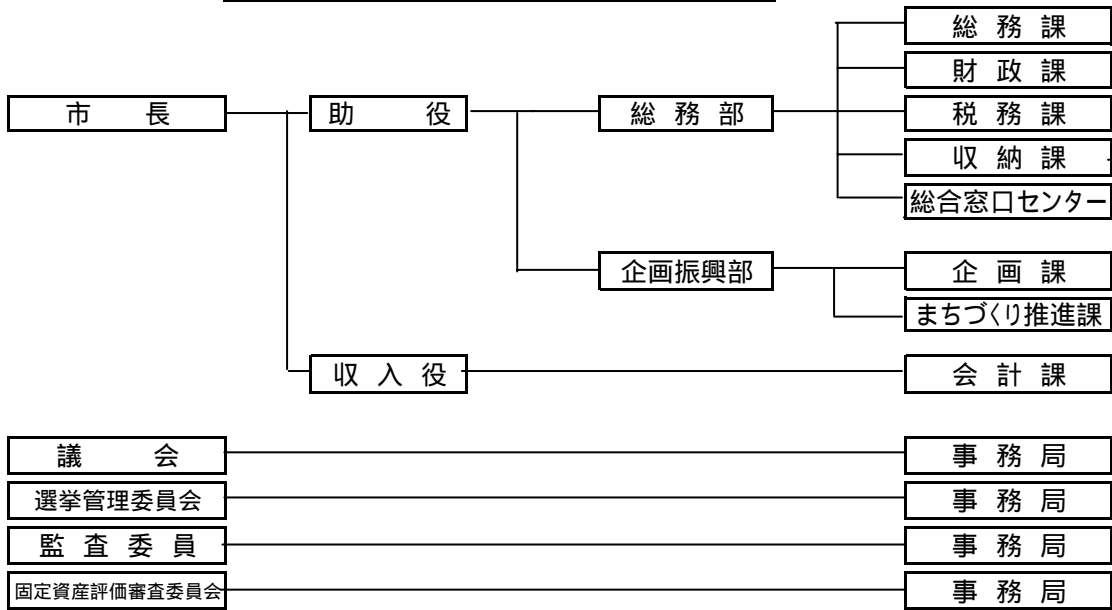 総務課
財政課
市長 助役 総務部 税務課
収納課
総合窓口センター
企画振興部 企画課
まちづくり推進課
収入役 会計課
議会 事務局
選挙管理委員会 事務局
監査委員 事務局
固定資産評価審査委員会 事務局